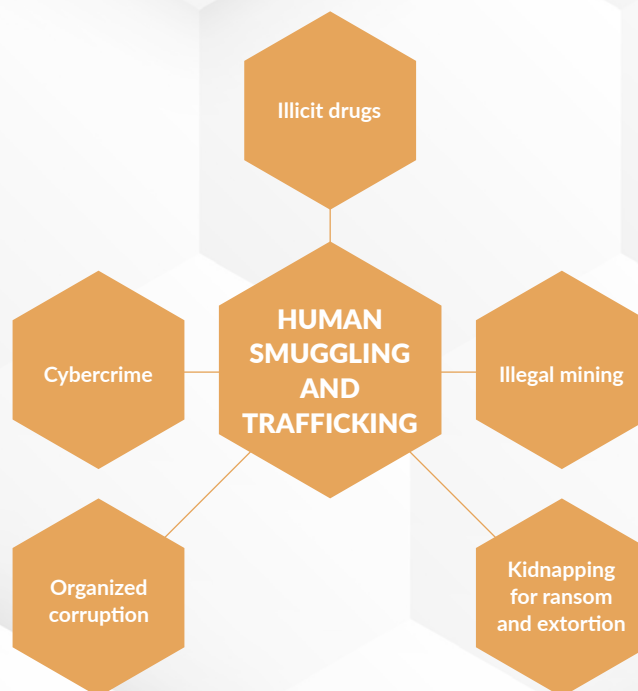 Illicit drugs
HUMAN
SMUGGLING
AND
TRAFFICKING
Cybercrime
Illegal mining
Organized
corruption
Kidnapping
for ransom
and extortion